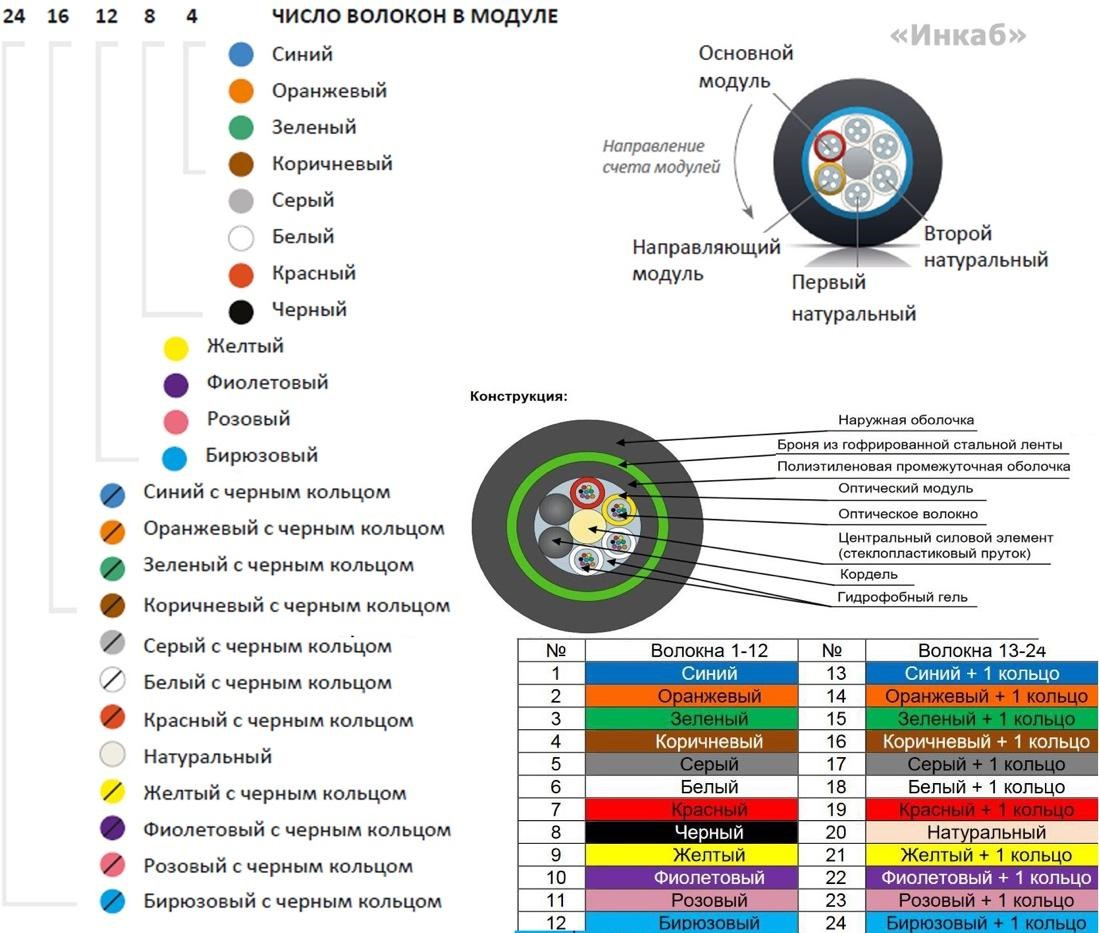 24 16 12 8 4 ЧИСЛО ВОЛОКОН В МОДУЛЕ
Синий
Оранжевый
Зеленый
Коричневый
Серый
Белый
Красный
Черный
Желтый
Фиолетовый
Розовый
Бирюзовый
Синий с черным кольцом
Оранжевый с черным кольцом
Зеленый с черным кольцом
Коричневый с черным кольцом
Серый с черным кольцом
Белый с черным кольцом
Красный с черным кольцом
Натуральный
Желтый с черным кольцом
Фиолетовый с черным кольцом
Розовый с черным кольцом
Бирюзовый с черным кольцом
«Инкаб»
Основной
модуль
Направление
счета модулей
Направляющий
модуль
Первый
натуральный
Второй
натуральный
Конструкция:
Наружная оболочка
Броня из гофрированной стальной ленты
Полиэтиленовая промежуточная оболочка
Оптический модуль
Оптическое волокно
Центральный силовой элемент
(стеклопластиковый пруток)
Кордель
Гидрофобный гель
№ Волокна 1-12 № Волокна 13-24
1 Синий 13 Синий + 1 кольцо
2 Оранжевый 14 Оранжевый + 1 кольцо
3 Зеленый 15 Зеленый + 1 кольцо
4 Коричневый 16 Коричневый + 1 кольцо
5 Серый 17 Серый + 1 кольцо
6 Белый 18 Белый + 1 кольцо
7 Красный 19 Красный + 1 кольцо
8 Черный 20 Натуральный
9 Желтый 21 Желтый + 1 кольцо
10 Фиолетовый 22 Фиолетовый + 1 кольцо
11 Розовый 23 Розовый + 1 кольцо
12 Бирюзовый 24 Бирюзовый + 1 кольцо